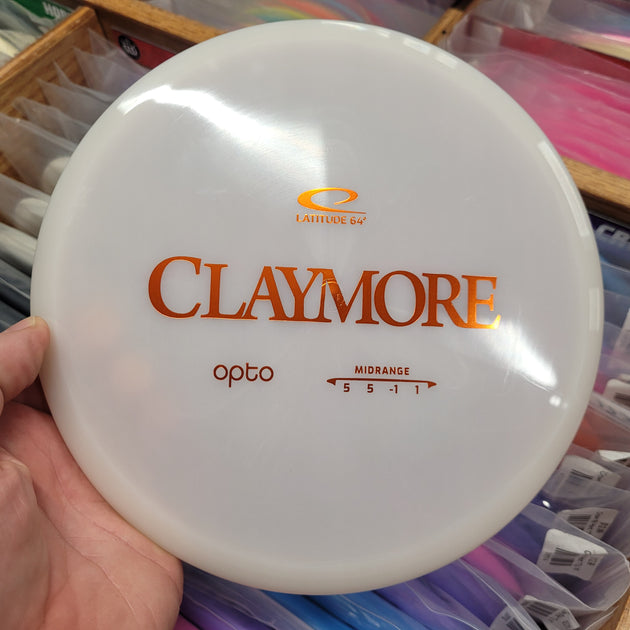 LATITUDE 64°
CLAYMORE
opto
MIDRANGE
5 5 -1 1